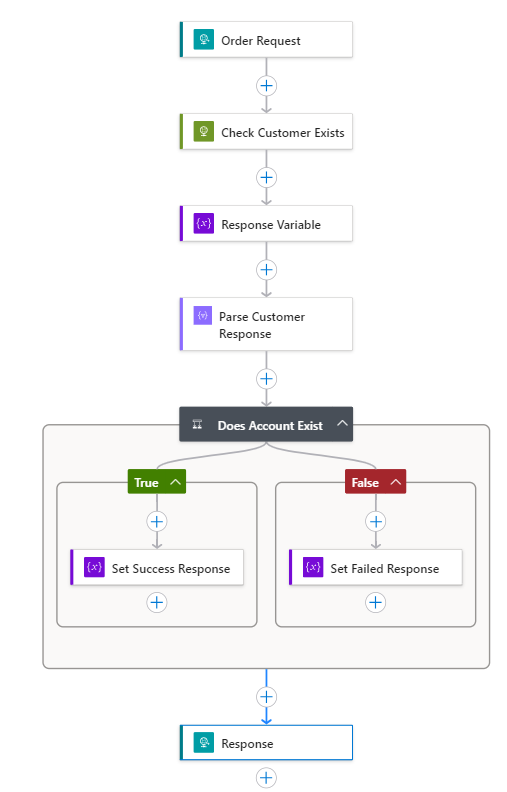 Order Request
Check Customer Exists
{x} Response Variable
{v} Parse Customer
Response
Does Account Exist
True
False
{x} Set Success Response
{x} Set Failed Response
Response